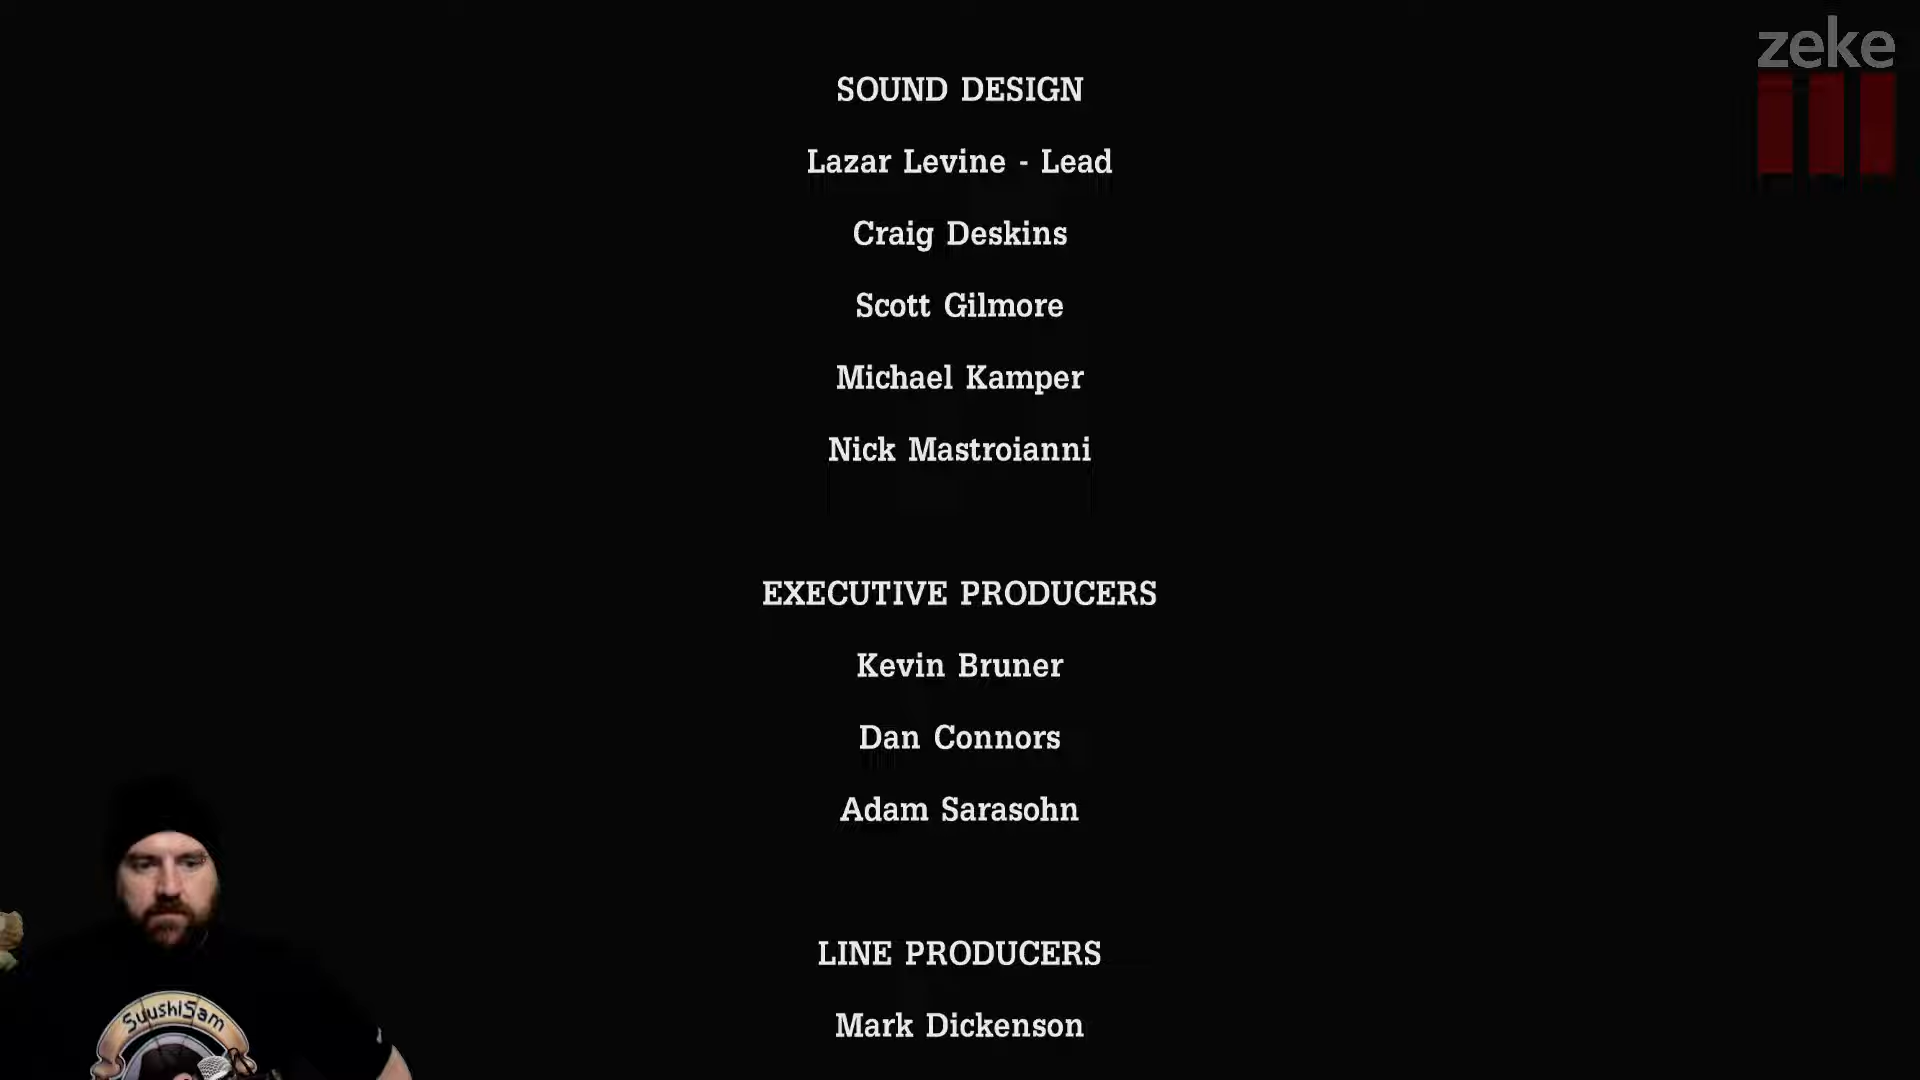 zeke
SOUND DESIGN
Lazar Levine - Lead
Craig Deskins
Scott Gilmore
Michael Kamper
Nick Mastroianni
EXECUTIVE PRODUCERS
Kevin Bruner
Dan Connors
Adam Sarasohn
LINE PRODUCERS
Mark Dickenson
SuushiSam